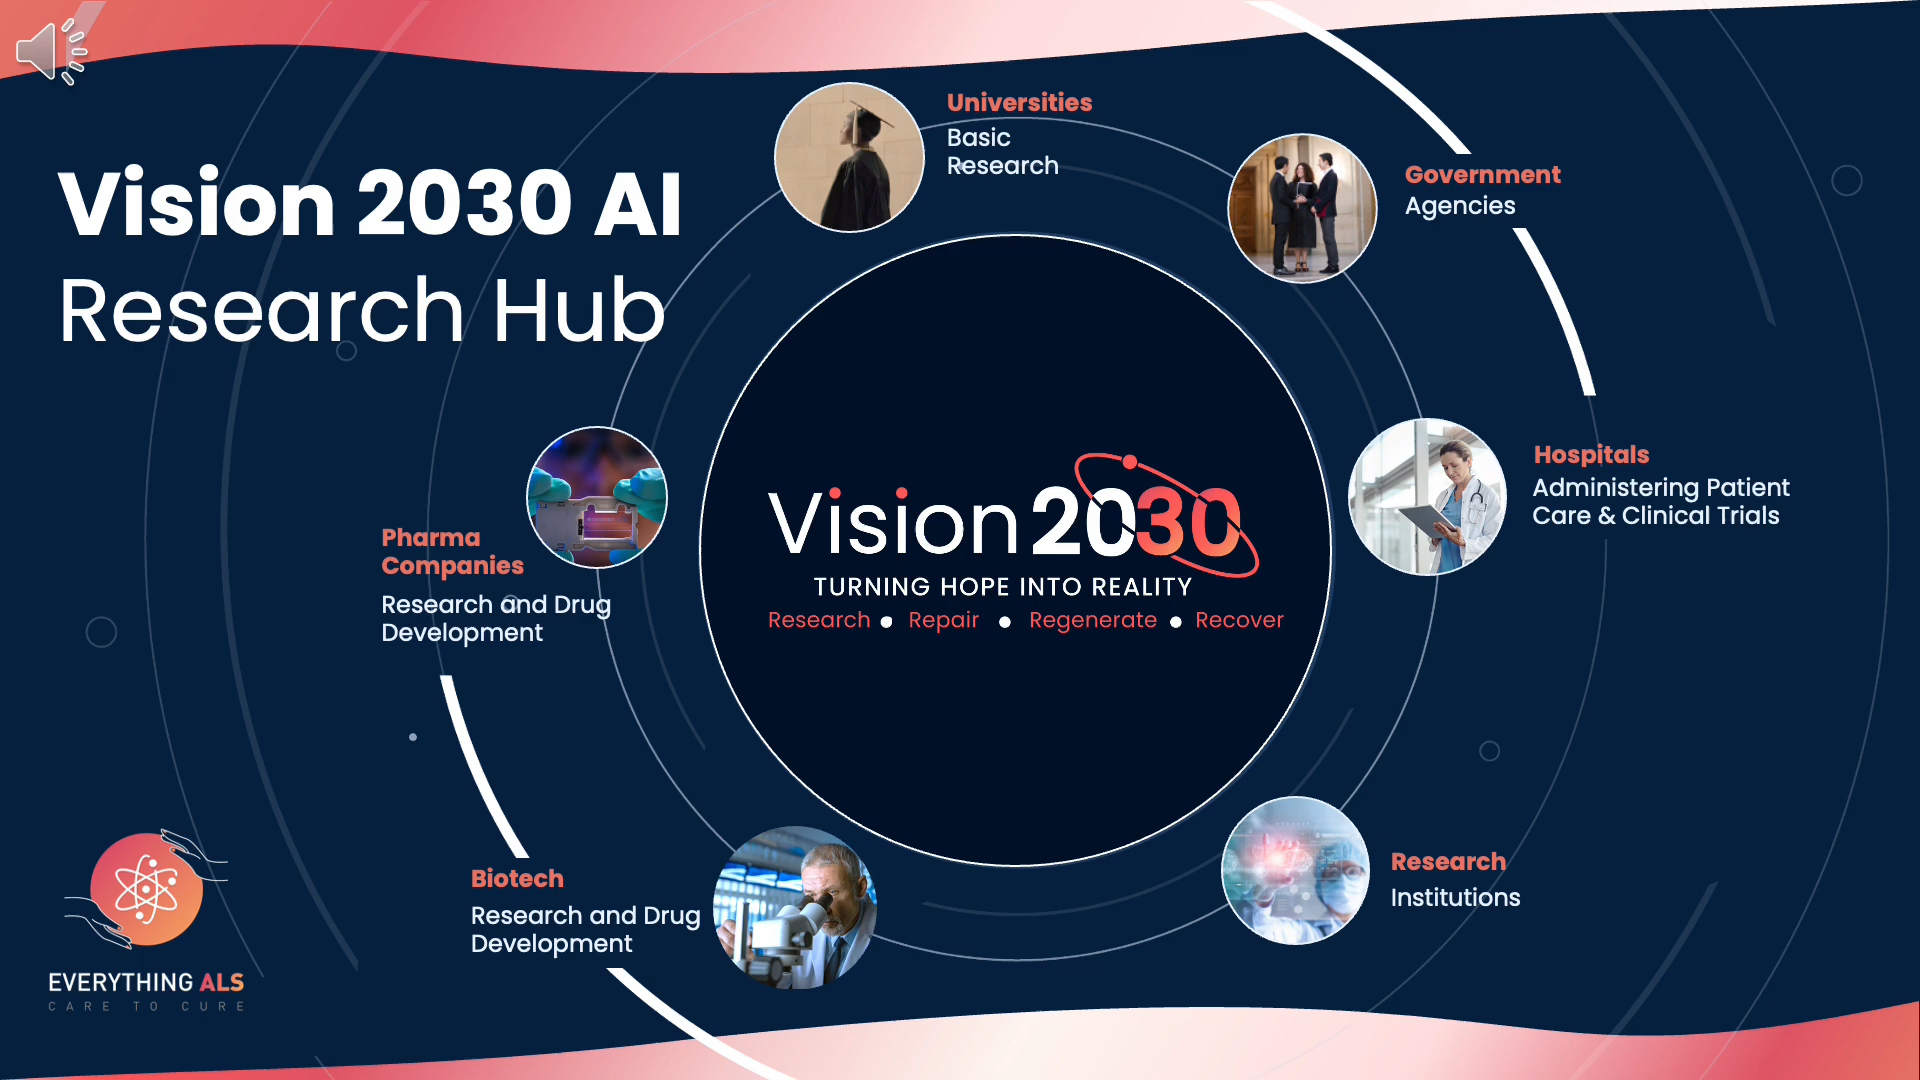 Vision 2030 AI
Research Hub
Universities
Basic
Research
Government
Agencies
Hospitals
Administering Patient
Care & Clinical Trials
Pharma
Companies
Research and Drug
Development
Vision 2030
TURNING HOPE INTO REALITY
Research • Repair • Regenerate • Recover
Biotech
Research and Drug
Development
Research
Institutions
EVERYTHING ALS
CARE TO CURE